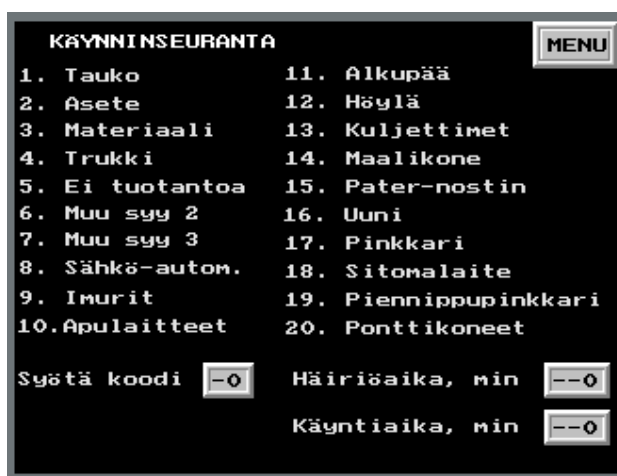 KÄYNNINSEURANTA MENU
1. Tauko 11. Alkupää
2. Asete 12. Höylä
3. Materiaali 13. Kuljettimet
4. Trukki 14. Maalikone
5. Ei tuotantoa 15. Pater-nostin
6. Muu syy 2 16. Uuni
7. Muu syy 3 17. Pinkkari
8. Sähkö-autom. 18. Sitomalaite
9. Imurit 19. Piennippupinkkari
10.Apulaitteet 20. Ponttikoneet
Syötä koodi -0 Häiriöaika, min --0
Käyntiaika, min --0